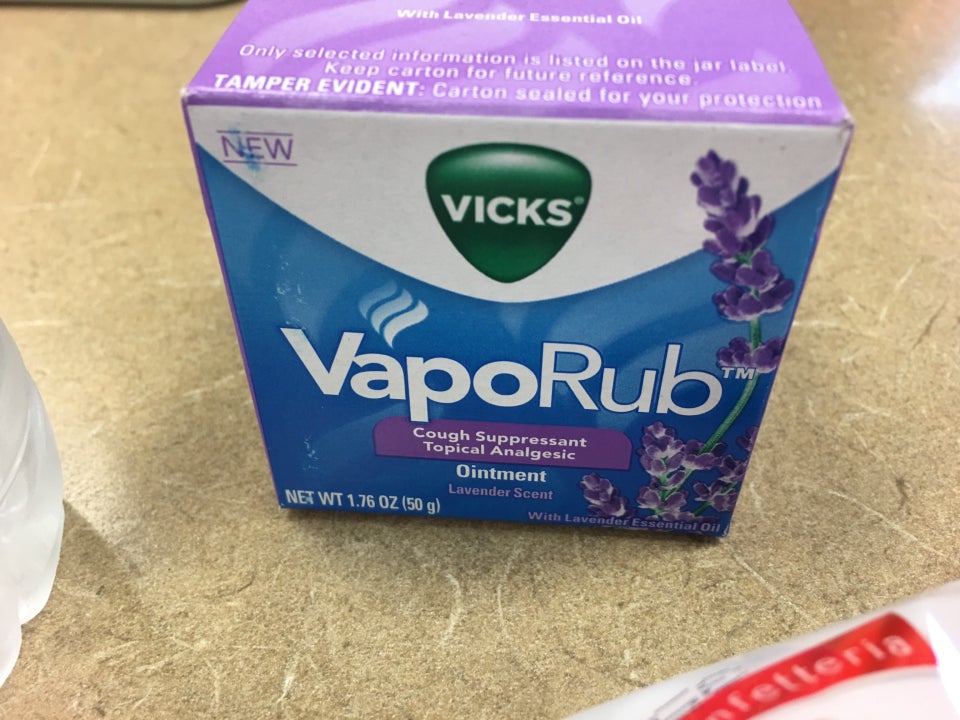 With Lavender Essential Oil
Only selected information is listed on the jar label.
Keep carton for future reference.
TAMPER EVIDENT: Carton sealed for your protection
NEW
VICKS®
VapoRub™
Cough Suppressant
Topical Analgesic
Ointment
Lavender Scent
NET WT 1.76 OZ (50 g)
With Lavender Essential Oil